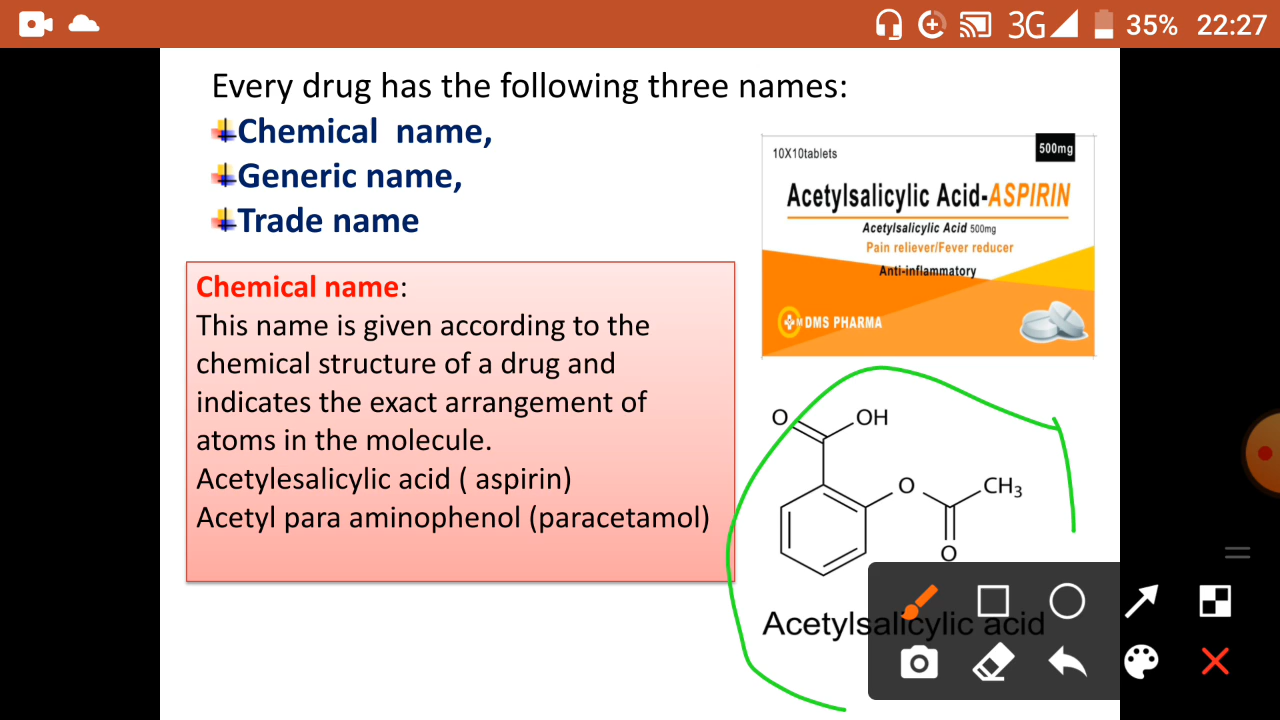 3G 35% 22:27
Every drug has the following three names:
Chemical name,
Generic name,
Trade name
Chemical name:
This name is given according to the
chemical structure of a drug and
indicates the exact arrangement of
atoms in the molecule.
Acetylesalicylic acid ( aspirin)
Acetyl para aminophenol (paracetamol)
10X10tablets
500mg
Acetylsalicylic Acid-ASPIRIN
Acetylsalicylic Acid 500mg
Pain reliever/Fever reducer
Anti-inflammatory
DMS PHARMA
O OH
O CH3
O
Acetylsalicylic acid